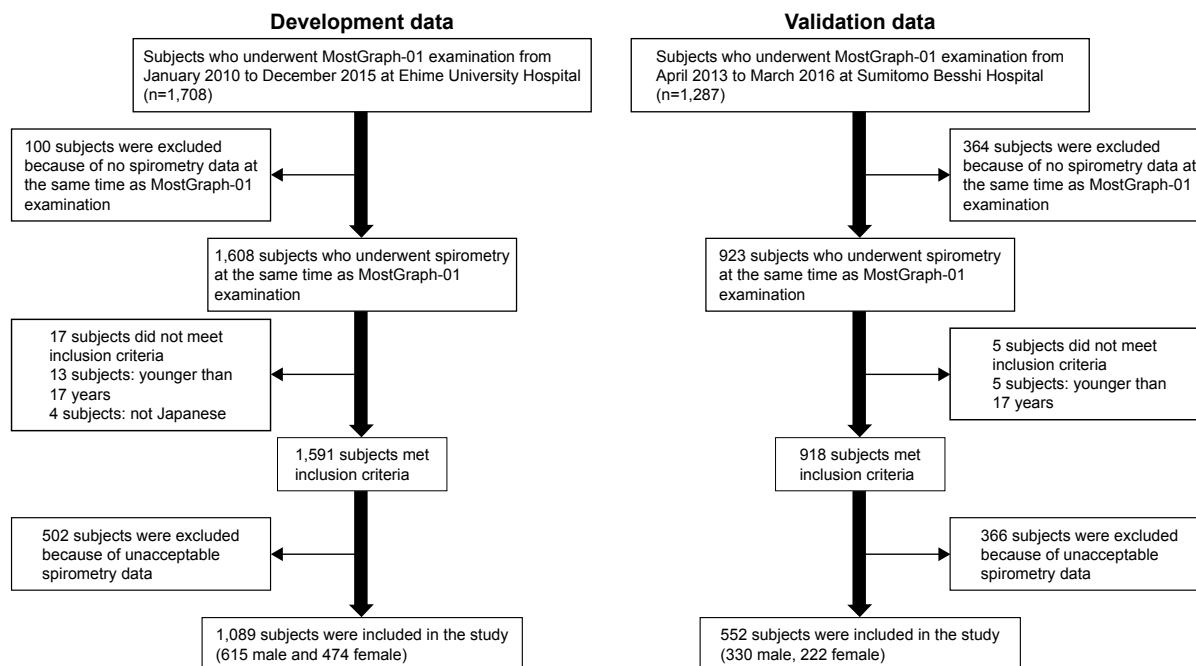 Development data
Subjects who underwent MostGraph-01 examination from
January 2010 to December 2015 at Ehime University Hospital
(n=1,708)
100 subjects were excluded
because of no spirometry data at
the same time as MostGraph-01
examination
1,608 subjects who underwent spirometry
at the same time as MostGraph-01
examination
17 subjects did not meet
inclusion criteria
13 subjects: younger than
17 years
4 subjects: not Japanese
1,591 subjects met
inclusion criteria
502 subjects were excluded
because of unacceptable
spirometry data
1,089 subjects were included in the study
(615 male and 474 female)
Validation data
Subjects who underwent MostGraph-01 examination from
April 2013 to March 2016 at Sumitomo Besshi Hospital
(n=1,287)
364 subjects were excluded
because of no spirometry data at
the same time as MostGraph-01
examination
923 subjects who underwent spirometry
at the same time as MostGraph-01
examination
5 subjects did not meet
inclusion criteria
5 subjects: younger than
17 years
918 subjects met
inclusion criteria
366 subjects were excluded
because of unacceptable
spirometry data
552 subjects were included in the study
(330 male, 222 female)